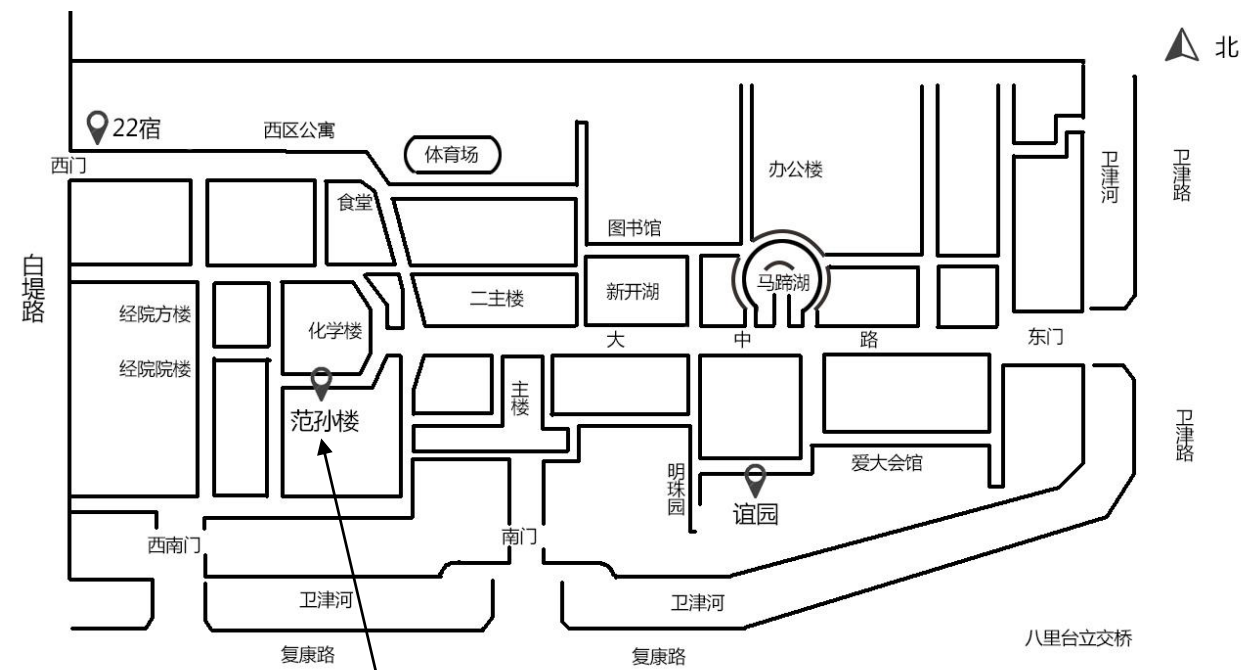 北
22宿
西区公寓
体育场
西门
办公楼
卫津河
卫津路
食堂
图书馆
白堤路
马蹄湖
新开湖
二主楼
经院方楼
化学楼
大中路
东门
经院院楼
主楼
范孙楼
卫津路
爱大会馆
明珠园
谊园
西南门
南门
卫津河
卫津河
八里台立交桥
复康路
复康路